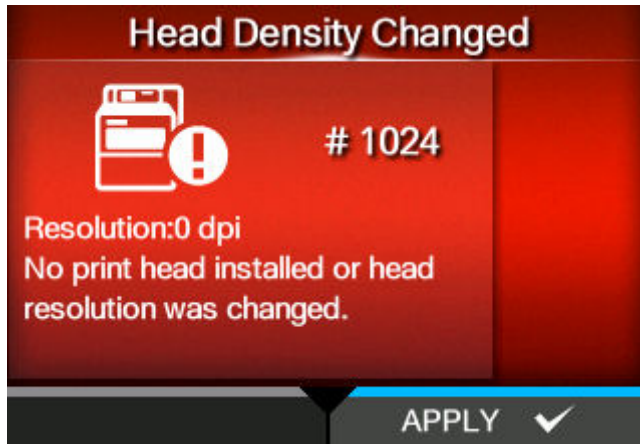 Head Density Changed
# 1024
Resolution:0 dpi
No print head installed or head
resolution was changed.
APPLY